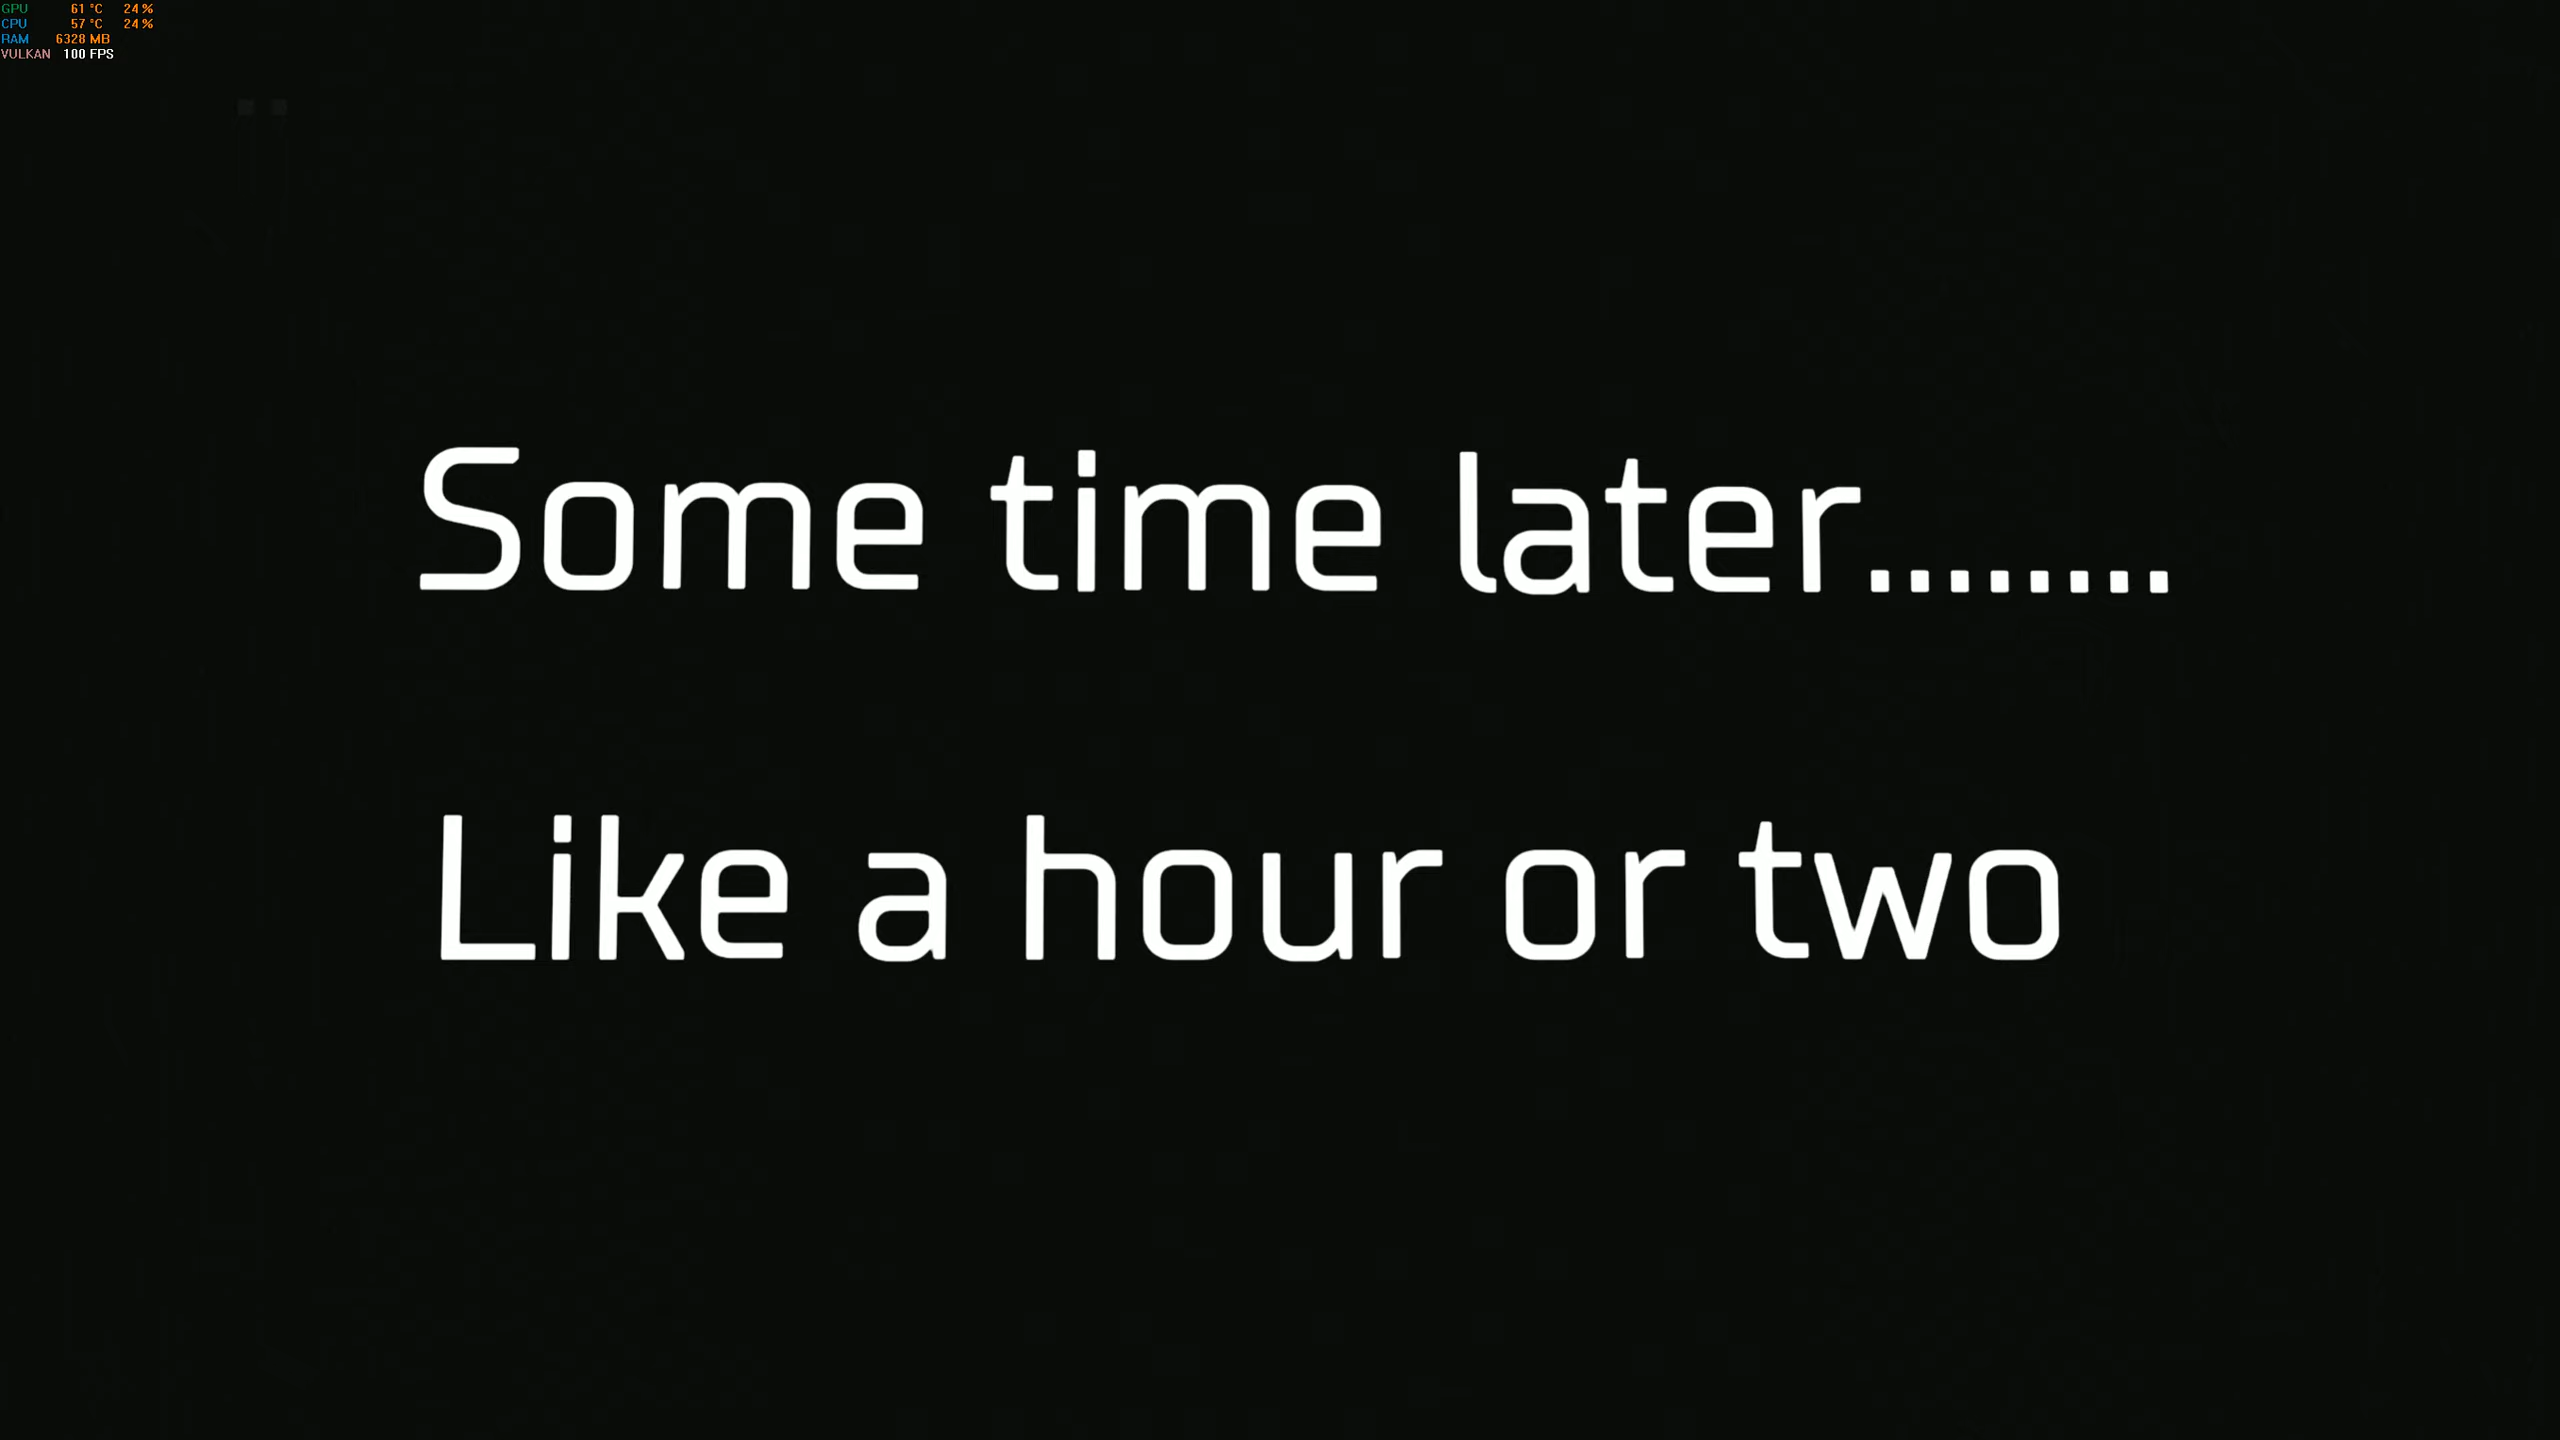 GPU 61 °C 24 %
CPU 57 °C 24 %
RAM 6328 MB
VULKAN 100 FPS
Some time later........
Like a hour or two